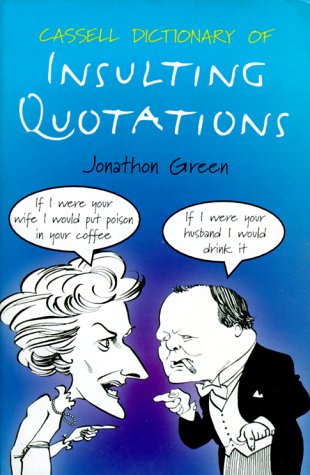 CASSELL DICTIONARY OF
INSULTING
QUOTATIONS
Jonathon Green
If I were your
wife I would put poison
in your coffee
If I were your
husband I would
drink it